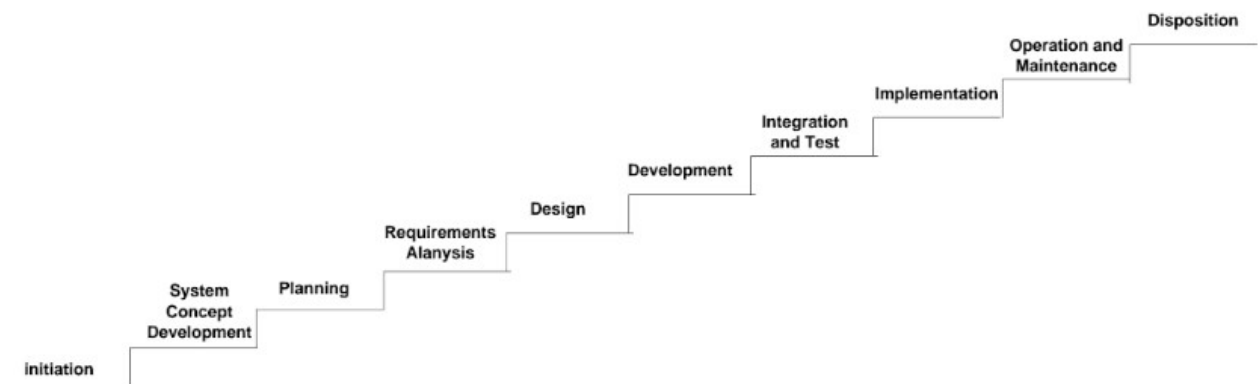 initiation
System
Concept
Development
Planning
Requirements
Alanysis
Design
Development
Integration
and Test
Implementation
Operation and
Maintenance
Disposition